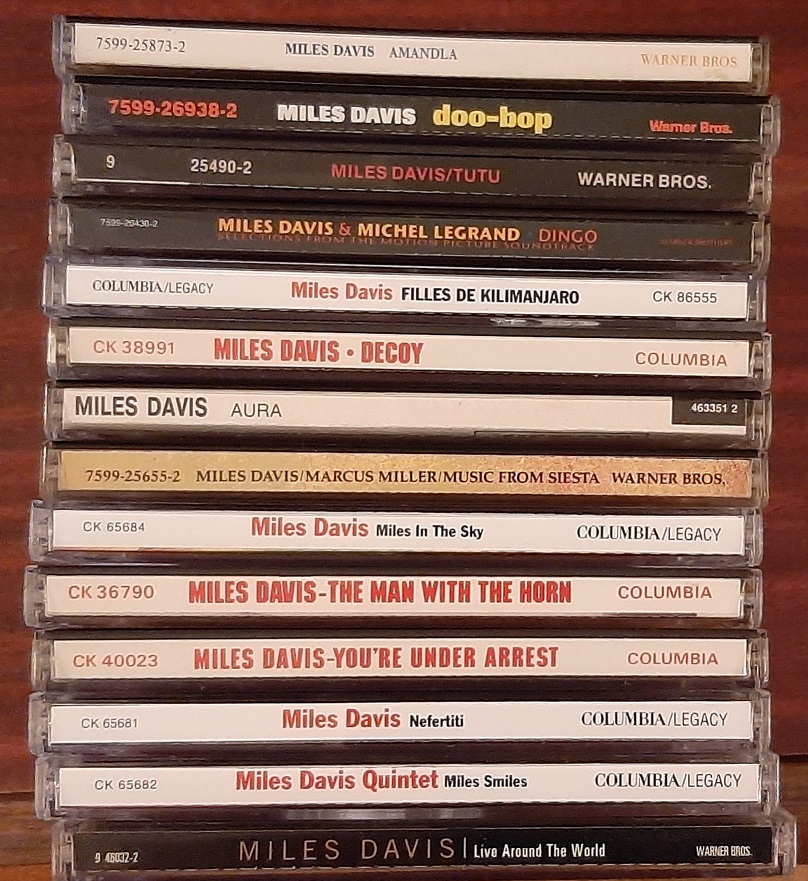 7599-25873-2 MILES DAVIS AMANDLA WARNER BROS.
7599-26938-2 MILES DAVIS doo-bop Warner Bros.
9 25490-2 MILES DAVIS/TUTU WARNER BROS.
7599-26438-2 MILES DAVIS & MICHEL LEGRAND DINGO
SELECTIONS FROM THE MOTION PICTURE SOUNDTRACK
COLUMBIA/LEGACY Miles Davis FILLES DE KILIMANJARO CK 86555
CK 38991 MILES DAVIS • DECOY COLUMBIA
MILES DAVIS AURA 463351 2
7599-25655-2 MILES DAVIS/MARCUS MILLER/MUSIC FROM SIESTA WARNER BROS.
CK 65684 Miles Davis Miles In The Sky COLUMBIA/LEGACY
CK 36790 MILES DAVIS-THE MAN WITH THE HORN COLUMBIA
CK 40023 MILES DAVIS-YOU'RE UNDER ARREST COLUMBIA
CK 65681 Miles Davis Nefertiti COLUMBIA/LEGACY
CK 65682 Miles Davis Quintet Miles Smiles COLUMBIA/LEGACY
9 46032-2 MILES DAVIS | Live Around The World WARNER BROS.